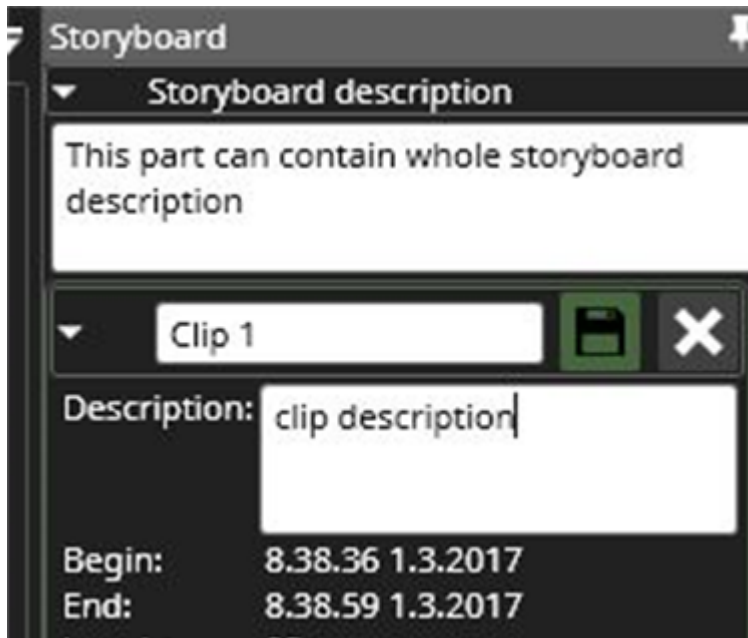 Storyboard
Storyboard description
This part can contain whole storyboard
description
Clip 1
Description: clip description
Begin: 8.38.36 1.3.2017
End: 8.38.59 1.3.2017